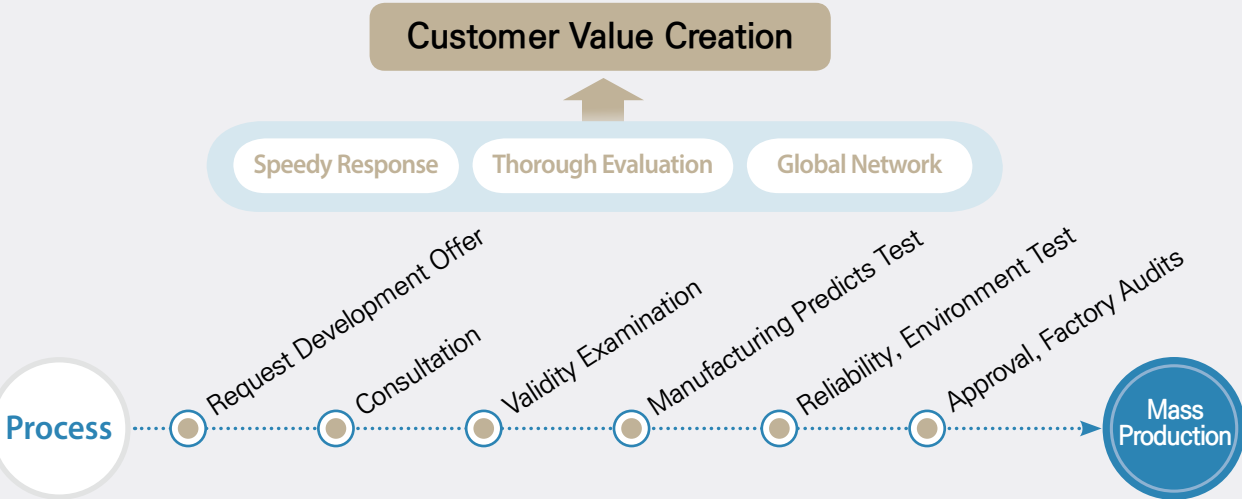 Customer Value Creation
Speedy Response
Thorough Evaluation
Global Network
Process
Request Development Offer
Consultation
Validity Examination
Manufacturing Predicts Test
Reliability, Environment Test
Approval, Factory Audits
Mass
Production